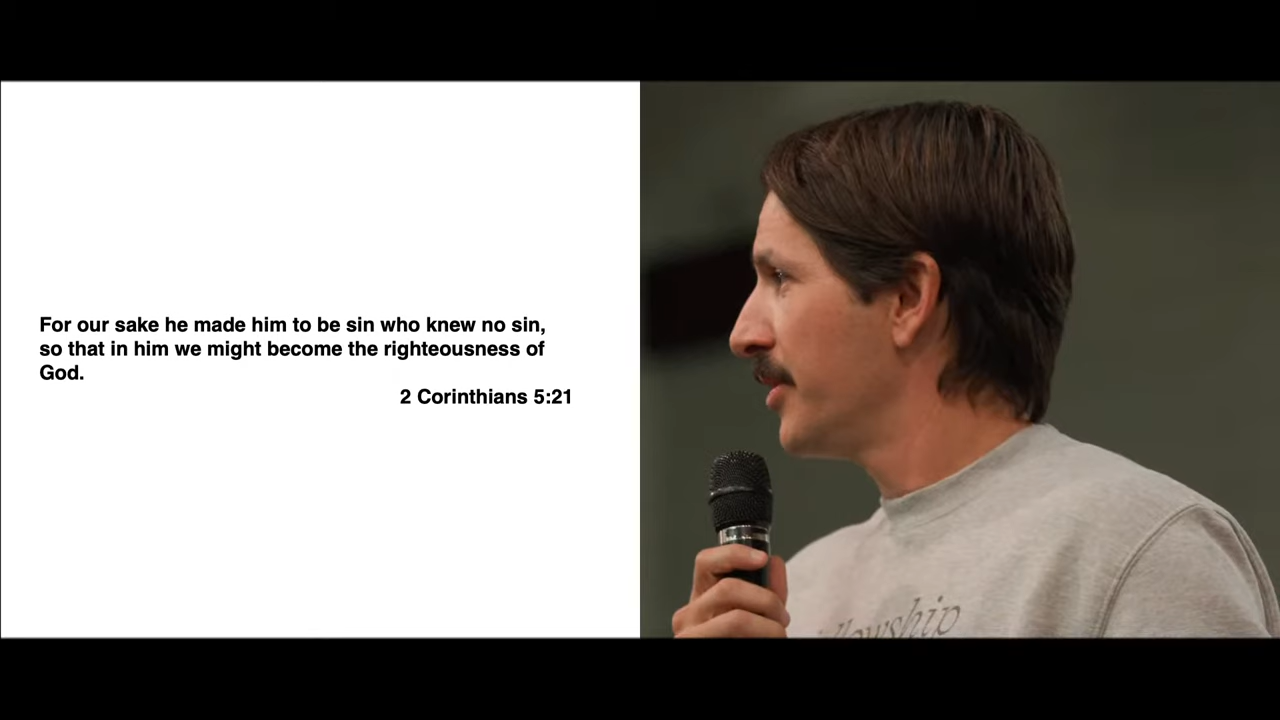 For our sake he made him to be sin who knew no sin,
so that in him we might become the righteousness of
God.
2 Corinthians 5:21